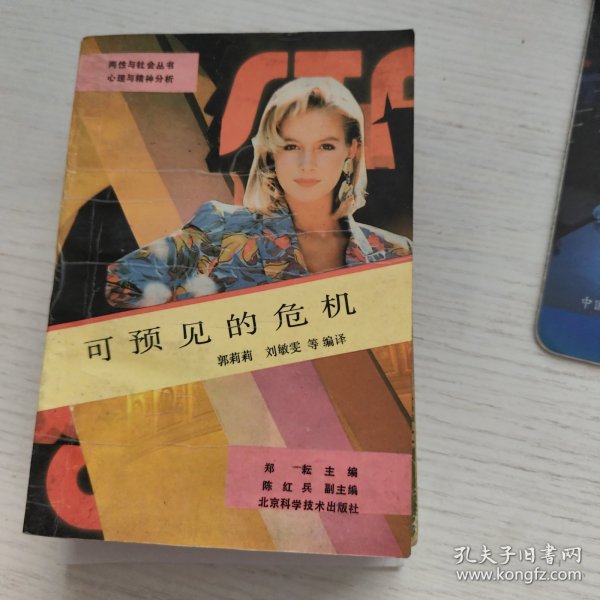 两性与社会丛书
心理与精神分析
STA
可预见的危机
郭莉莉 刘敏雯 等编译
郑一耘主编
陈红兵 副主编
北京科学技术出版社
中国
孔夫子旧书网
www.kongfz.com